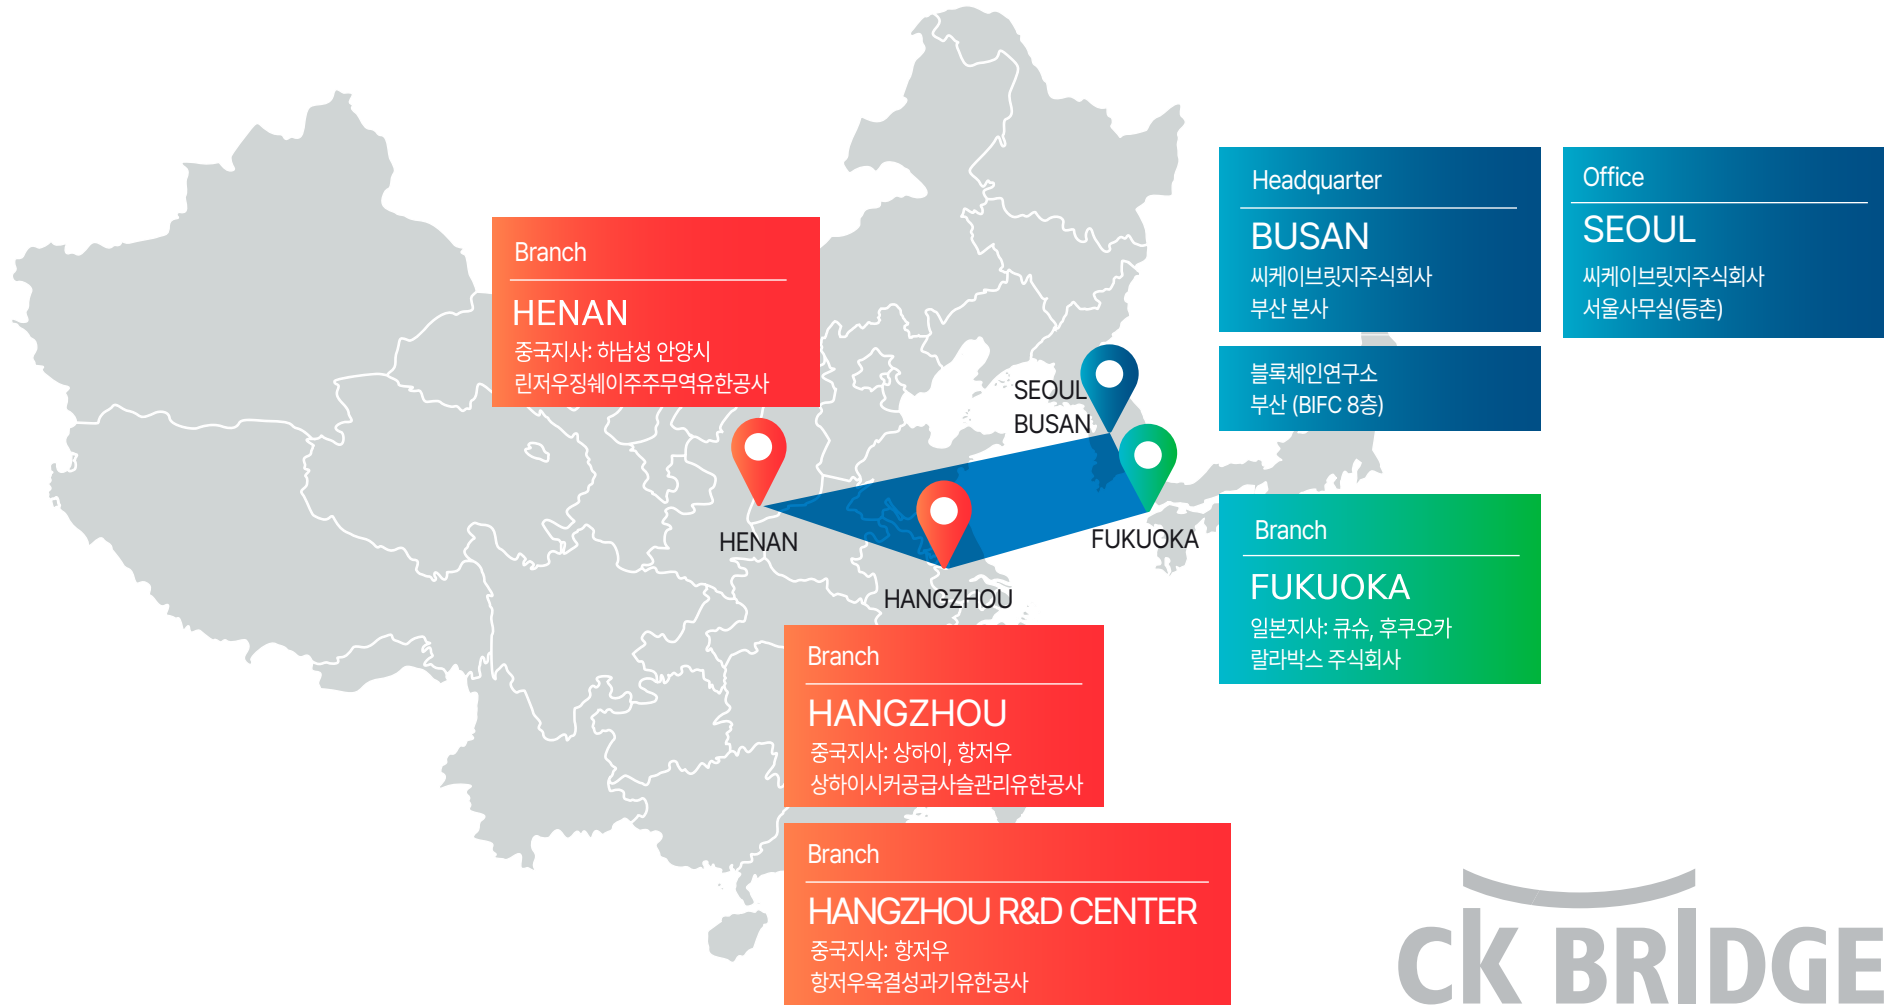 Headquarter
BUSAN
씨케이브릿지주식회사
부산 본사
Office
SEOUL
씨케이브릿지주식회사
서울사무실(등촌)
블록체인연구소
부산 (BIFC 8층)
Branch
HENAN
중국지사: 하남성 안양시
린저우징쉐이주주무역유한공사
SEOUL
BUSAN
HENAN
FUKUOKA
HANGZHOU
Branch
FUKUOKA
일본지사: 큐슈, 후쿠오카
랄라박스 주식회사
Branch
HANGZHOU
중국지사: 상하이, 항저우
상하이시커공급사슬관리유한공사
Branch
HANGZHOU R&D CENTER
중국지사: 항저우
항저우욱결성과기유한공사
CK BRIDGE